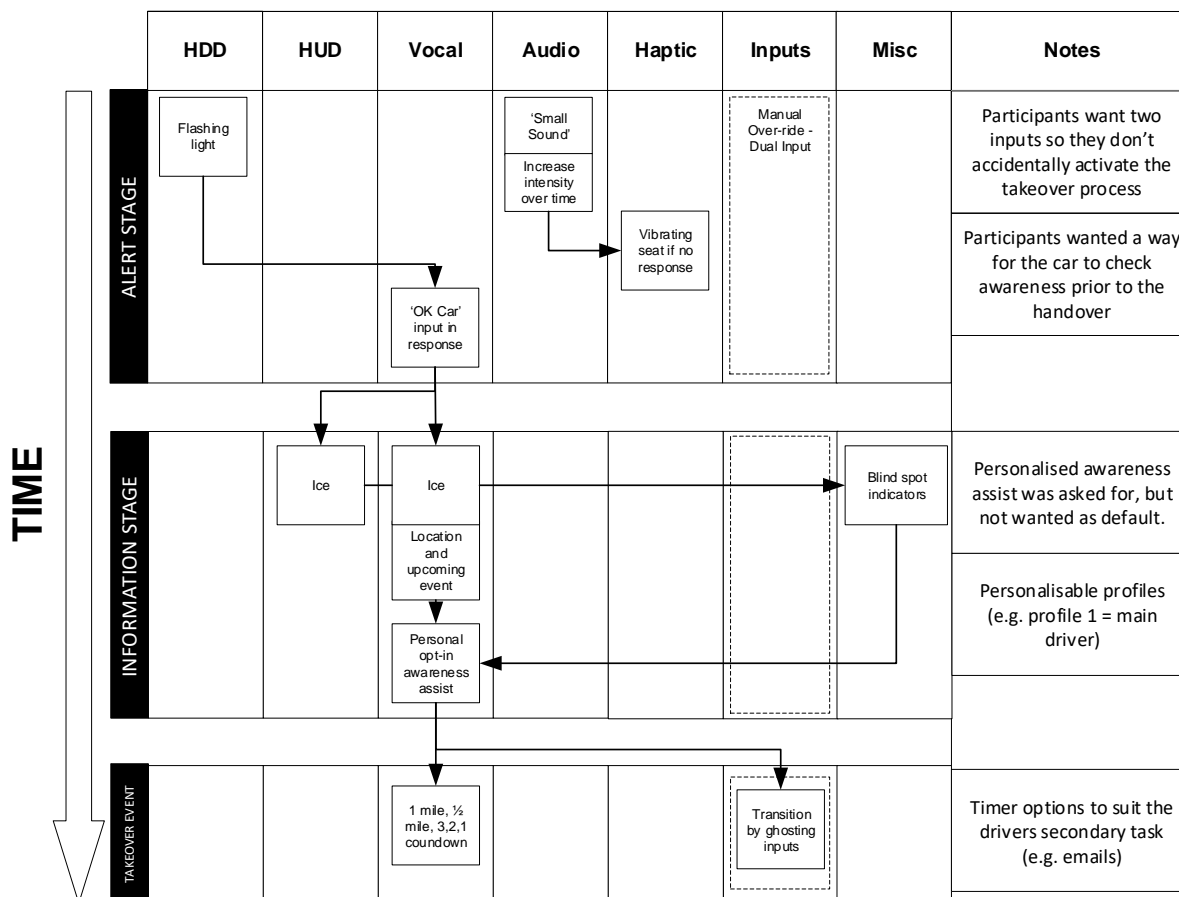 HDD
HUD
Vocal
Audio
Haptic
Inputs
Misc
Notes
TIME
ALERT STAGE
Flashing
light
‘Small
Sound’
Increase
intensity
over time
Vibrating
seat if no
response
‘OK Car’
input in
response
Manual
Over-ride -
Dual Input
Participants want two
inputs so they don’t
accidentally activate the
takeover process
Participants wanted a way
for the car to check
awareness prior to the
handover
INFORMATION STAGE
Ice
Ice
Location
and
upcoming
event
Personal
opt-in
awareness
assist
Blind spot
indicators
Personalised awareness
assist was asked for, but
not wanted as default.
Personalisable profiles
(e.g. profile 1 = main
driver)
TAKEOVER EVENT
1 mile, ½
mile, 3,2,1
coundown
Transition
by ghosting
inputs
Timer options to suit the
drivers secondary task
(e.g. emails)